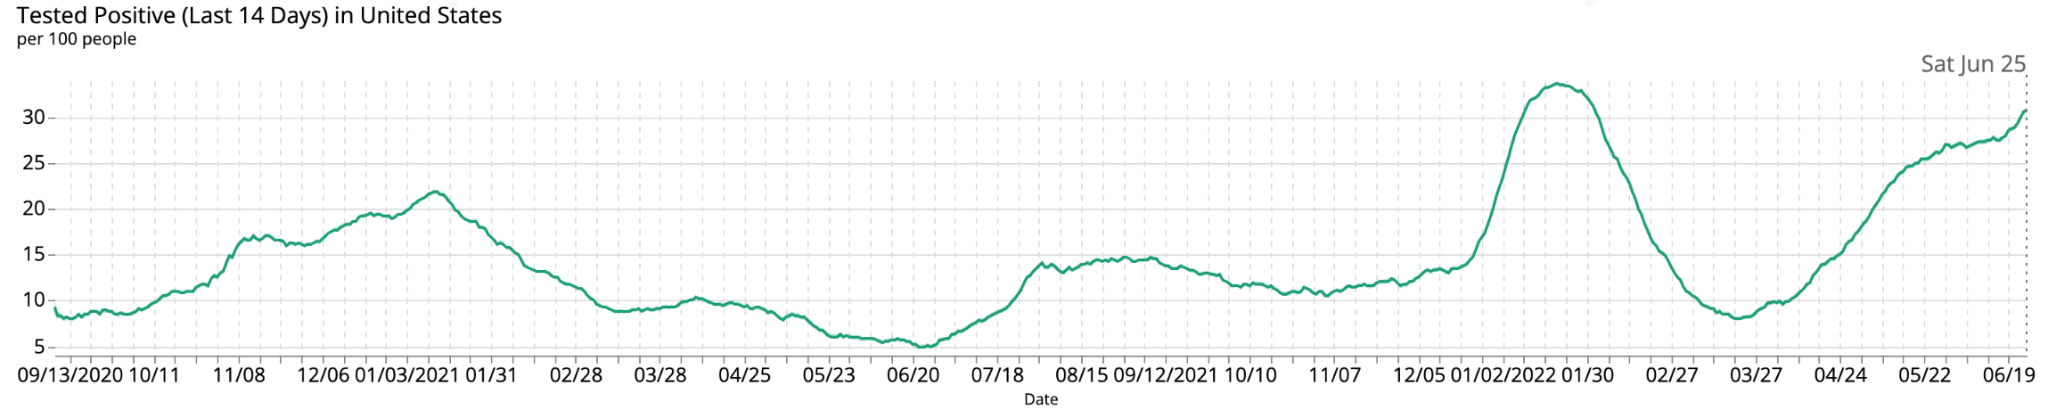 Tested Positive (Last 14 Days) in United States
per 100 people
Sat Jun 25
30
25
20
15
10
5
09/13/2020 10/11 11/08 12/06 01/03/2021 01/31 02/28 03/28 04/25 05/23 06/20 07/18 08/15 09/12/2021 10/10 11/07 12/05 01/02/2022 01/30 02/27 03/27 04/24 05/22 06/19
Date